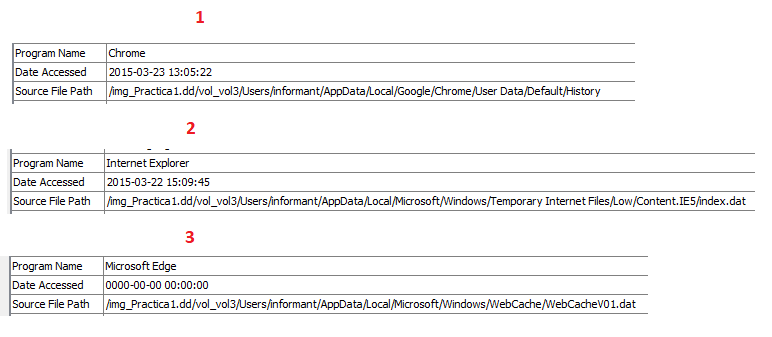 1
Program Name Chrome
Date Accessed 2015-03-23 13:05:22
Source File Path /img_Practica1.dd/vol_vol3/Users/informant/AppData/Local/Google/Chrome/User Data/Default/History
2
Program Name Internet Explorer
Date Accessed 2015-03-22 15:09:45
Source File Path /img_Practica1.dd/vol_vol3/Users/informant/AppData/Local/Microsoft/Windows/Temporary Internet Files/Low/Content.IE5/index.dat
3
Program Name Microsoft Edge
Date Accessed 0000-00-00 00:00:00
Source File Path /img_Practica1.dd/vol_vol3/Users/informant/AppData/Local/Microsoft/Windows/WebCache/WebCacheV01.dat